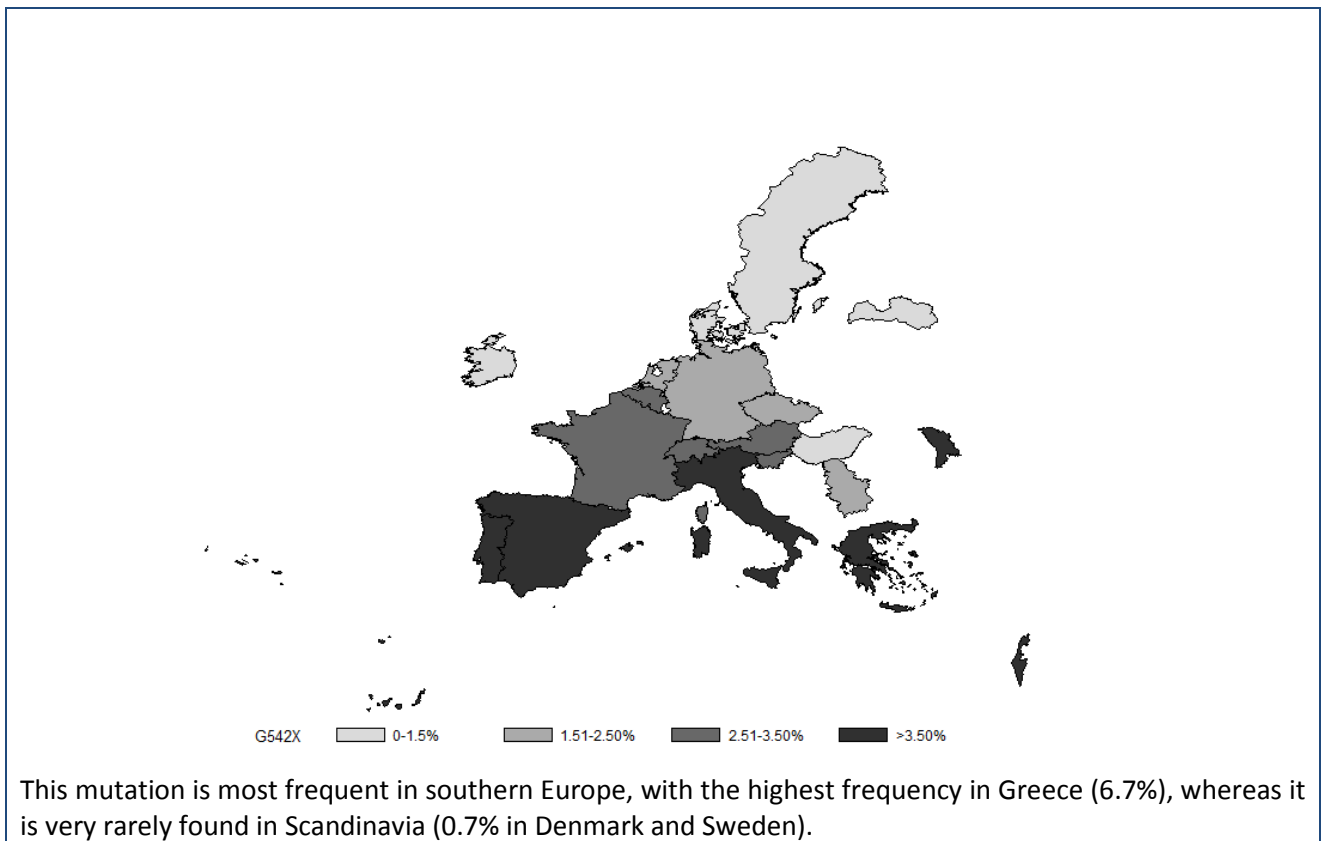 G542X 0-1.5% 1.51-2.50% 2.51-3.50% >3.50%
This mutation is most frequent in southern Europe, with the highest frequency in Greece (6.7%), whereas it
is very rarely found in Scandinavia (0.7% in Denmark and Sweden).